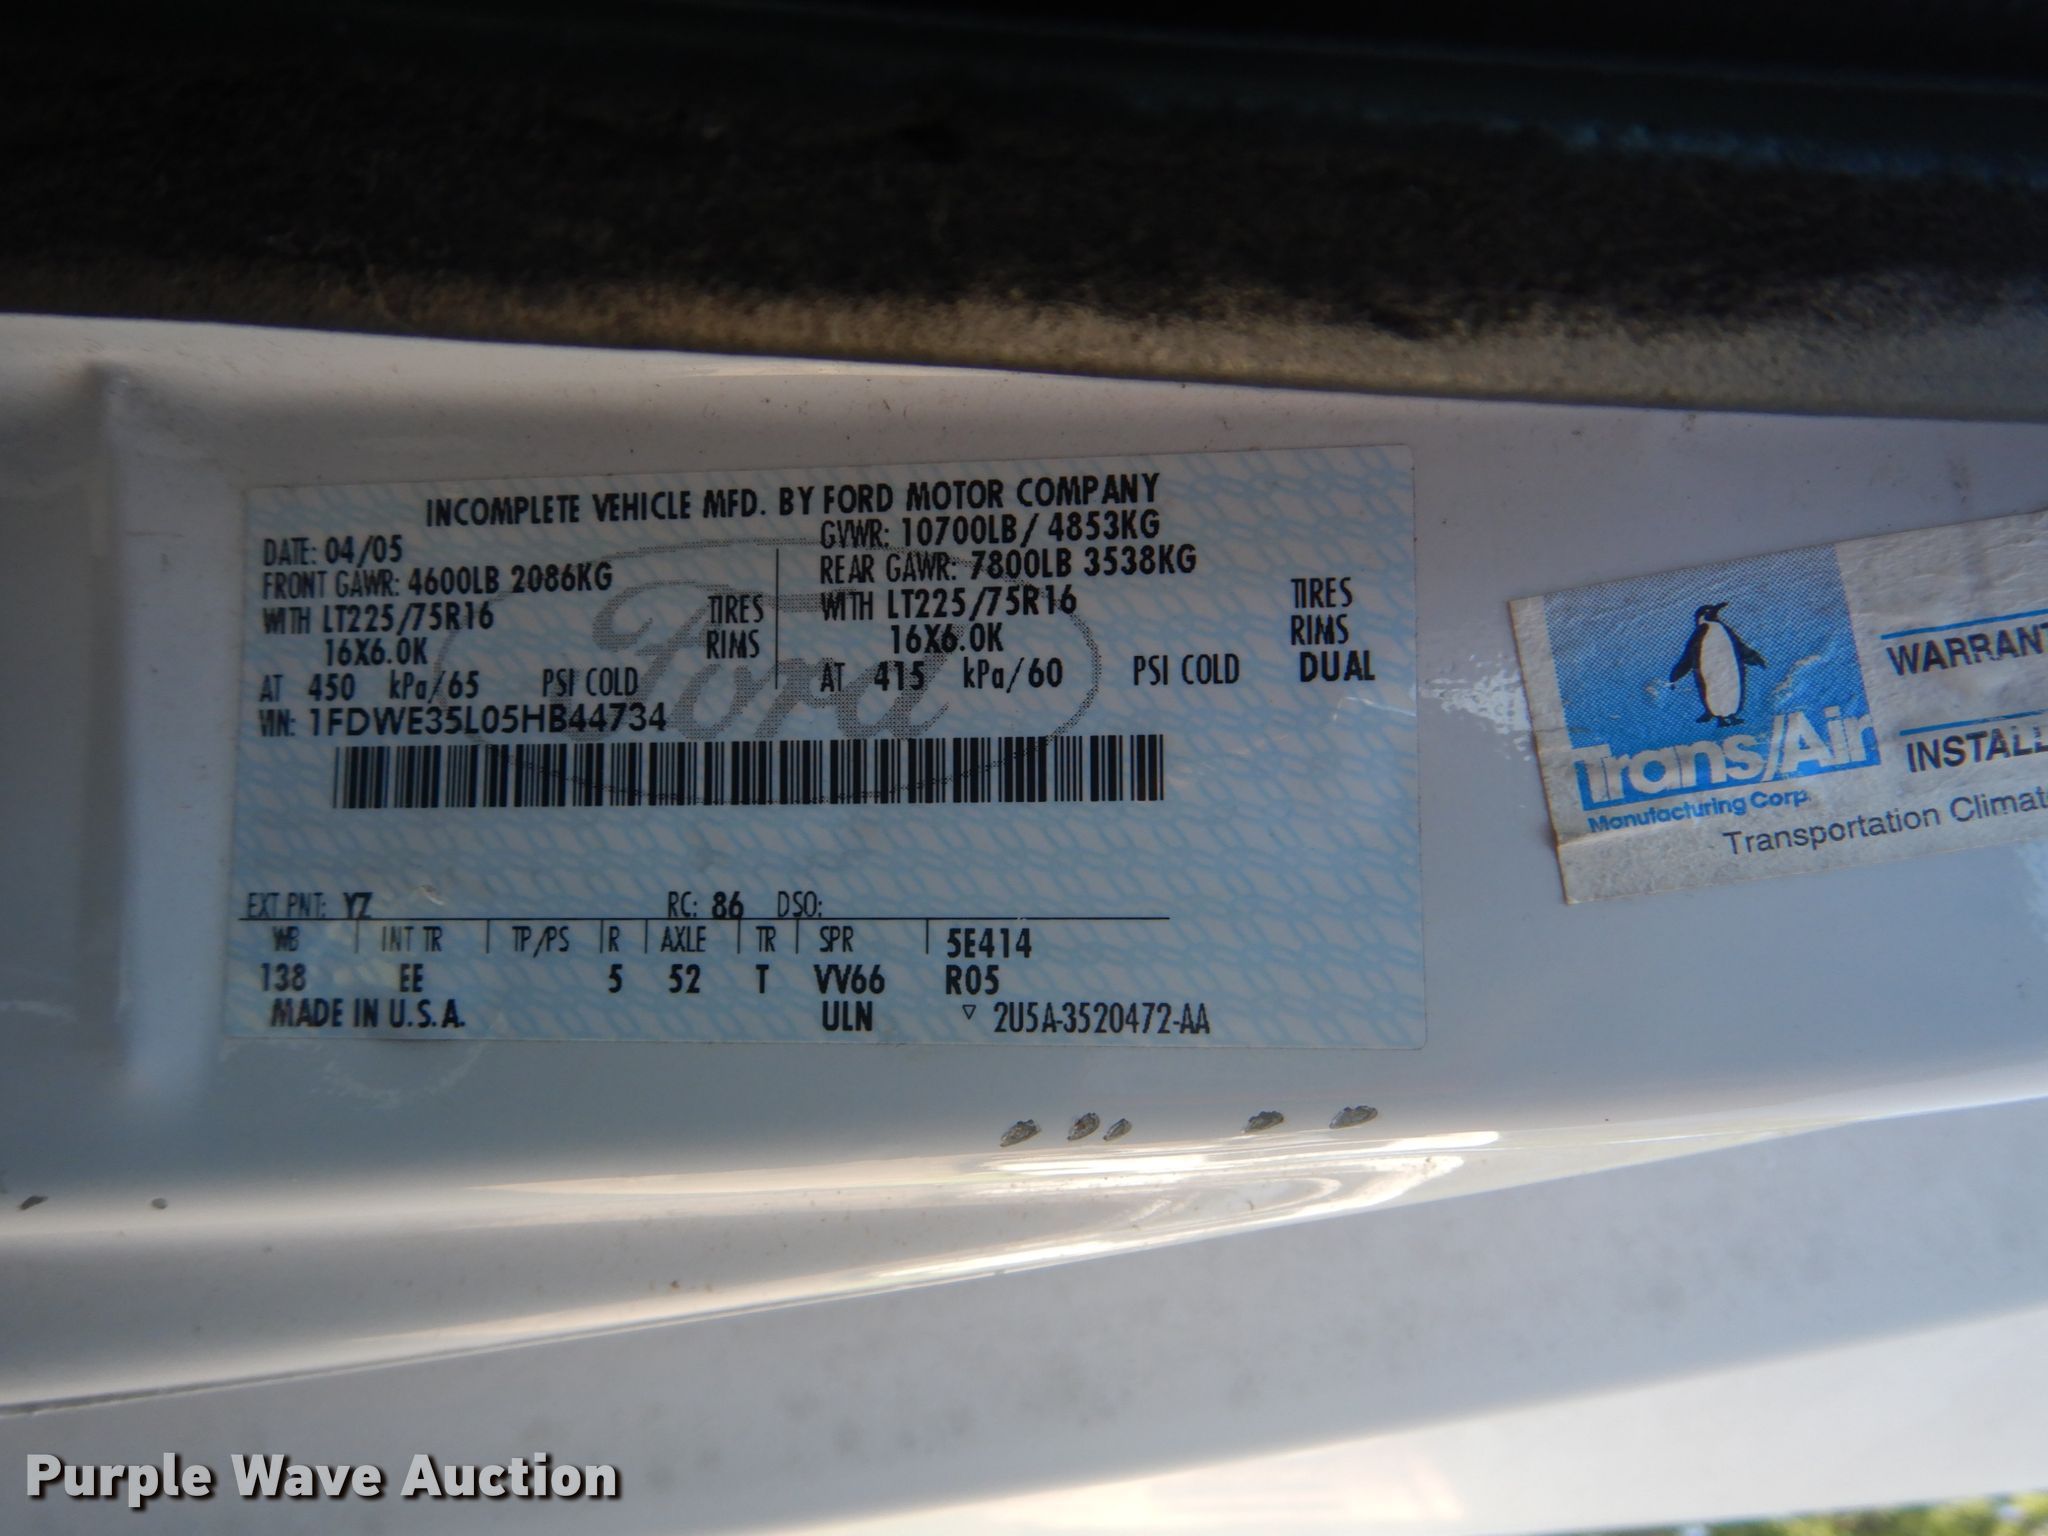 INCOMPLETE VEHICLE MFD. BY FORD MOTOR COMPANY
DATE: 04/05 GVWR: 10700LB/ 4853KG
FRONT GAWR: 4600LB 2086KG REAR GAWR: 7800LB 3538KG
WITH LT225/75R16 TIRES WITH LT225/75R16 TIRES
16X6.0K RIMS 16X6.0K RIMS
AT 450 kPa/65 PSI COLD AT 415 kPa/60 PSI COLD DUAL
VIN: 1FDWE35L05HB44734
Ford
EXT PNT: YZ RC: 86 DSO:
WB INT TR TP/PS R AXLE TR SPR 5E414
138 EE 5 52 T VV66 R05
MADE IN U.S.A. ULN ▽ 2U5A-3520472-AA
Trans/Air
Manufacturing Corp.
WARRANT
INSTALL
Transportation Climat
Purple Wave Auction